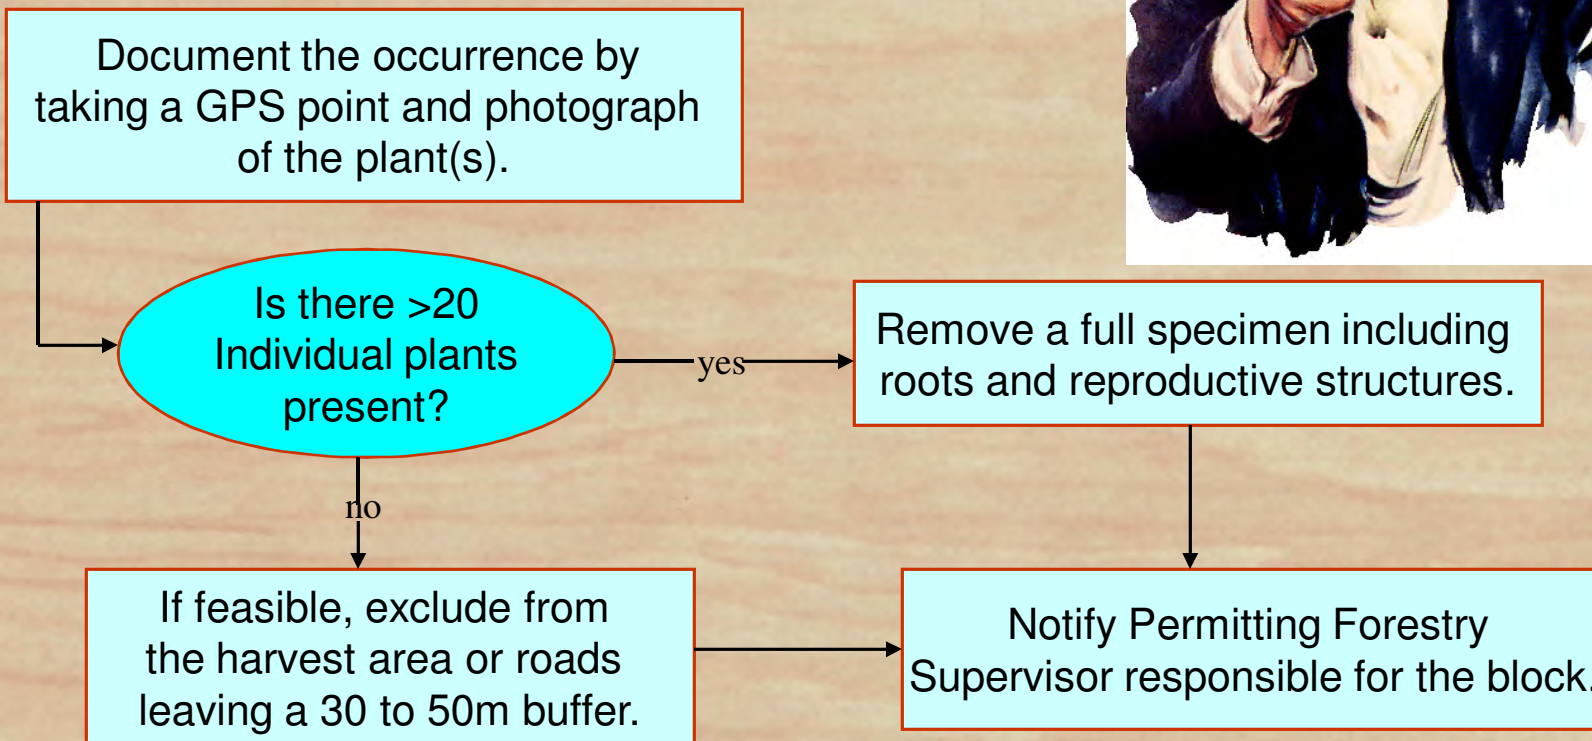 Document the occurrence by
taking a GPS point and photograph
of the plant(s).
Is there >20
Individual plants
present?
yes
Remove a full specimen including
roots and reproductive structures.
no
If feasible, exclude from
the harvest area or roads
leaving a 30 to 50m buffer.
Notify Permitting Forestry
Supervisor responsible for the block.